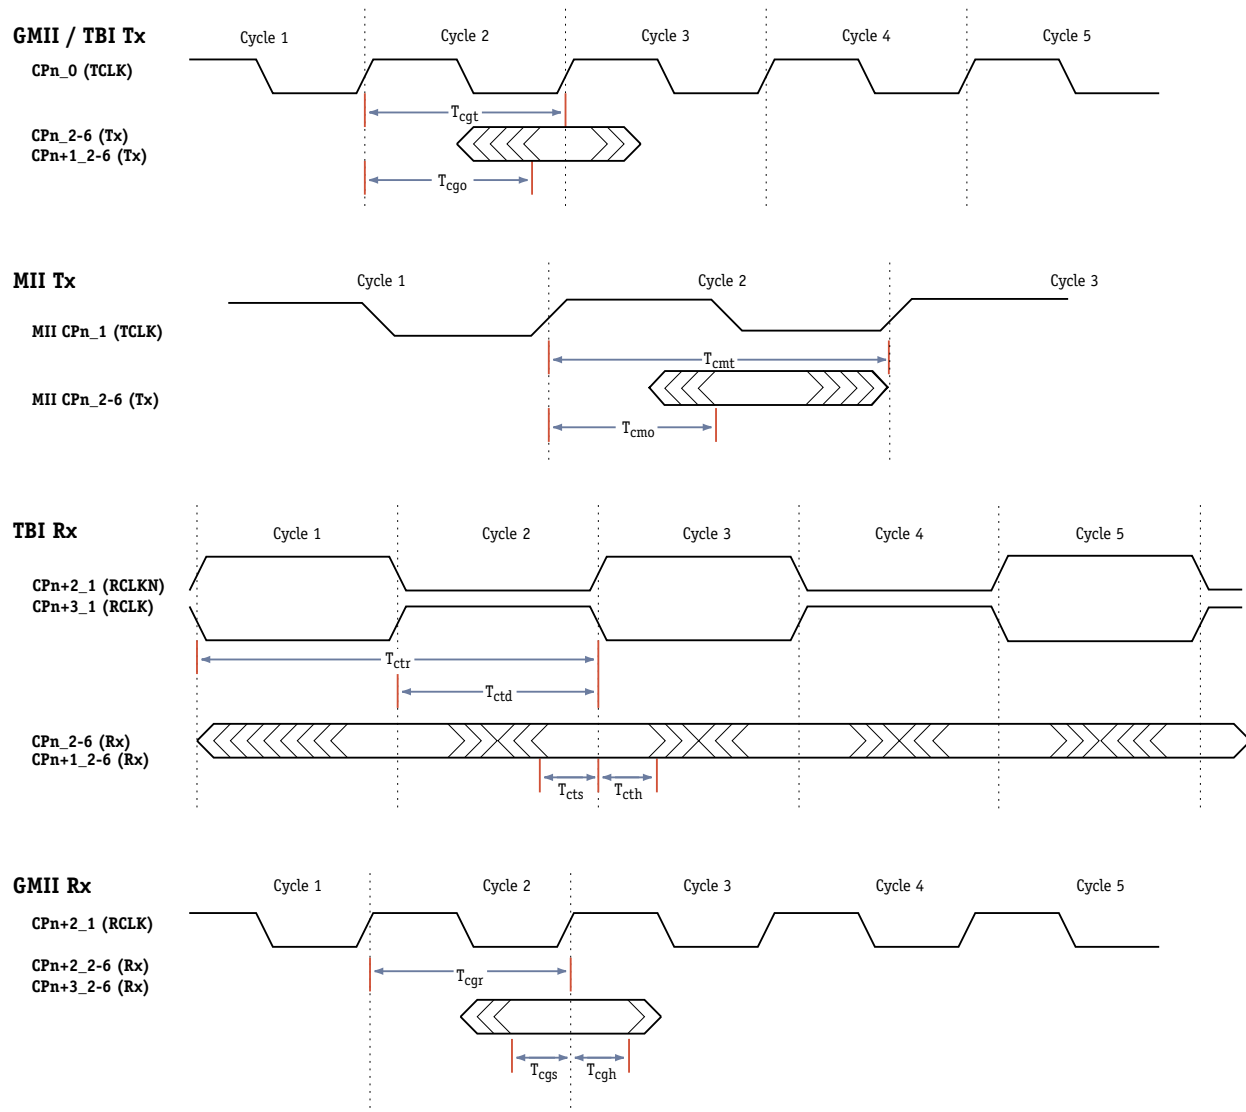 GMII / TBI Tx
Cycle 1 Cycle 2 Cycle 3 Cycle 4 Cycle 5
CPn_0 (TCLK)
Tcgt
CPn_2-6 (Tx)
CPn+1_2-6 (Tx)
Tcgo
MII Tx
Cycle 1 Cycle 2 Cycle 3
MII CPn_1 (TCLK)
Tcmt
MII CPn_2-6 (Tx)
Tcmo
TBI Rx
Cycle 1 Cycle 2 Cycle 3 Cycle 4 Cycle 5
CPn+2_1 (RCLKN)
CPn+3_1 (RCLK)
Tctr
Tctd
CPn_2-6 (Rx)
CPn+1_2-6 (Rx)
Tcts Tcth
GMII Rx
Cycle 1 Cycle 2 Cycle 3 Cycle 4 Cycle 5
CPn+2_1 (RCLK)
CPn+2_2-6 (Rx)
Tcgr
CPn+3_2-6 (Rx)
Tcgs Tcgh